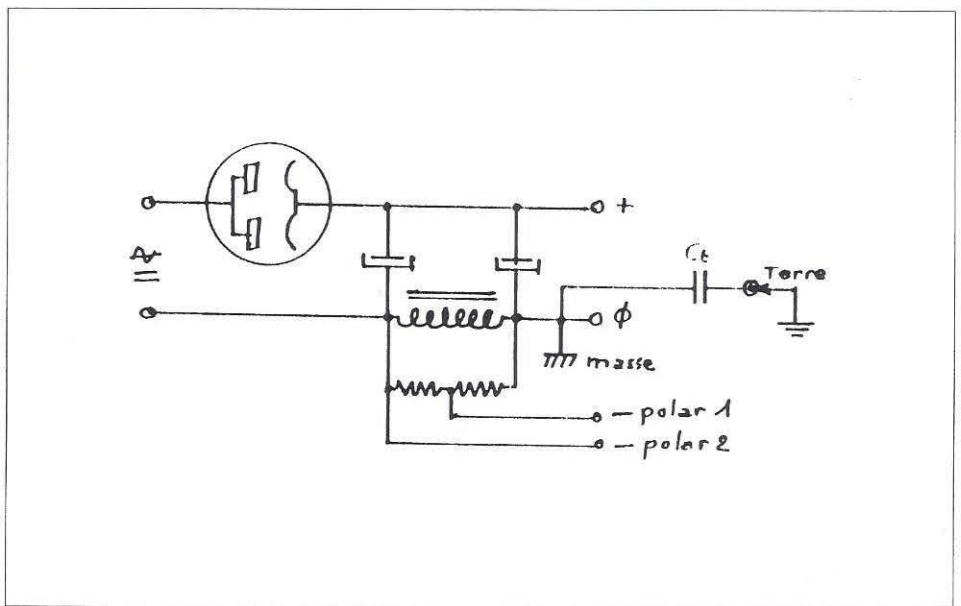 +
Ct
Terre
ϕ
masse
– polar 1
– polar 2